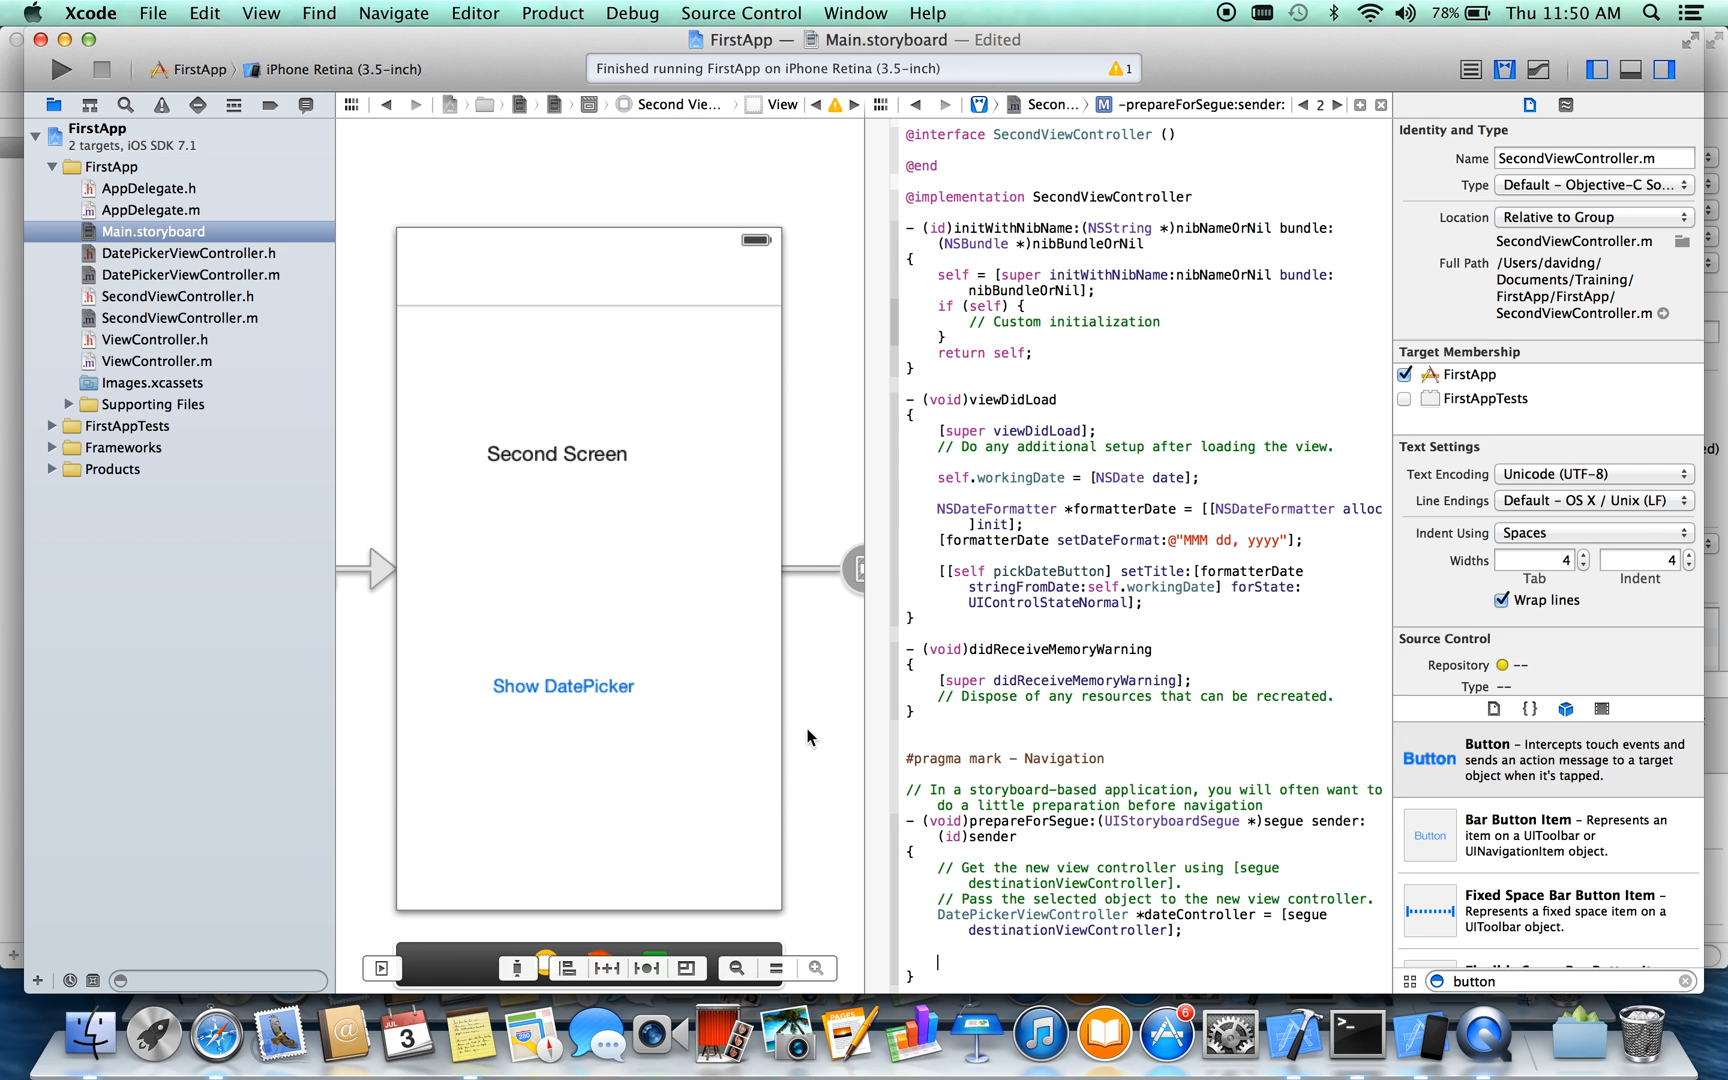 Xcode File Edit View Find Navigate Editor Product Debug Source Control Window Help 78% Thu 11:50 AM
FirstApp — Main.storyboard — Edited
FirstApp iPhone Retina (3.5-inch)
Finished running FirstApp on iPhone Retina (3.5-inch) 1
Second Vie... View
Secon... M -prepareForSegue:sender: 2
FirstApp
2 targets, iOS SDK 7.1
FirstApp
AppDelegate.h
AppDelegate.m
Main.storyboard
DatePickerViewController.h
DatePickerViewController.m
SecondViewController.h
SecondViewController.m
ViewController.h
ViewController.m
Images.xcassets
Supporting Files
FirstAppTests
Frameworks
Products
Second Screen
Show DatePicker
@interface SecondViewController ()
@end
@implementation SecondViewController
- (id)initWithNibName:(NSString *)nibNameOrNil bundle:
(NSBundle *)nibBundleOrNil
{
self = [super initWithNibName:nibNameOrNil bundle:
nibBundleOrNil];
if (self) {
// Custom initialization
}
return self;
}
- (void)viewDidLoad
{
[super viewDidLoad];
// Do any additional setup after loading the view.
self.workingDate = [NSDate date];
NSDateFormatter *formatterDate = [[NSDateFormatter alloc
]init];
[formatterDate setDateFormat:@"MMM dd, yyyy"];
[[self pickDateButton] setTitle:[formatterDate
stringFromDate:self.workingDate] forState:
UIControlStateNormal];
}
- (void)didReceiveMemoryWarning
{
[super didReceiveMemoryWarning];
// Dispose of any resources that can be recreated.
}
#pragma mark - Navigation
// In a storyboard-based application, you will often want to
do a little preparation before navigation
- (void)prepareForSegue:(UIStoryboardSegue *)segue sender:
(id)sender
{
// Get the new view controller using [segue
destinationViewController].
// Pass the selected object to the new view controller.
DatePickerViewController *dateController = [segue
destinationViewController];
}
Identity and Type
Name SecondViewController.m
Type Default - Objective-C So...
Location Relative to Group
SecondViewController.m
Full Path /Users/davidng/
Documents/Training/
FirstApp/FirstApp/
SecondViewController.m
Target Membership
FirstApp
FirstAppTests
Text Settings
Text Encoding Unicode (UTF-8)
Line Endings Default - OS X / Unix (LF)
Indent Using Spaces
Widths 4 4
Tab Indent
Wrap lines
Source Control
Repository --
Type --
Button
Button - Intercepts touch events and
sends an action message to a target
object when it's tapped.
Button
Bar Button Item - Represents an
item on a UIToolbar or
UINavigationItem object.
Fixed Space Bar Button Item -
Represents a fixed space item on a
UIToolbar object.
button
JUL
3
PAGES
6